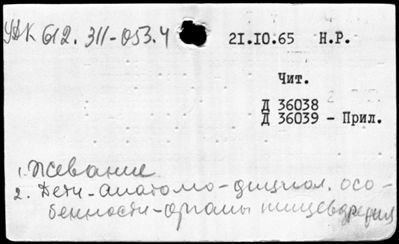 УДК 612.311-053.4 21.10.65 Н.Р.
Чит.
Д 36038
Д 36039 - Прил.
1. Жевание
2. Дети-анатомо-физиол. осо-
бенности-органы пищеварения